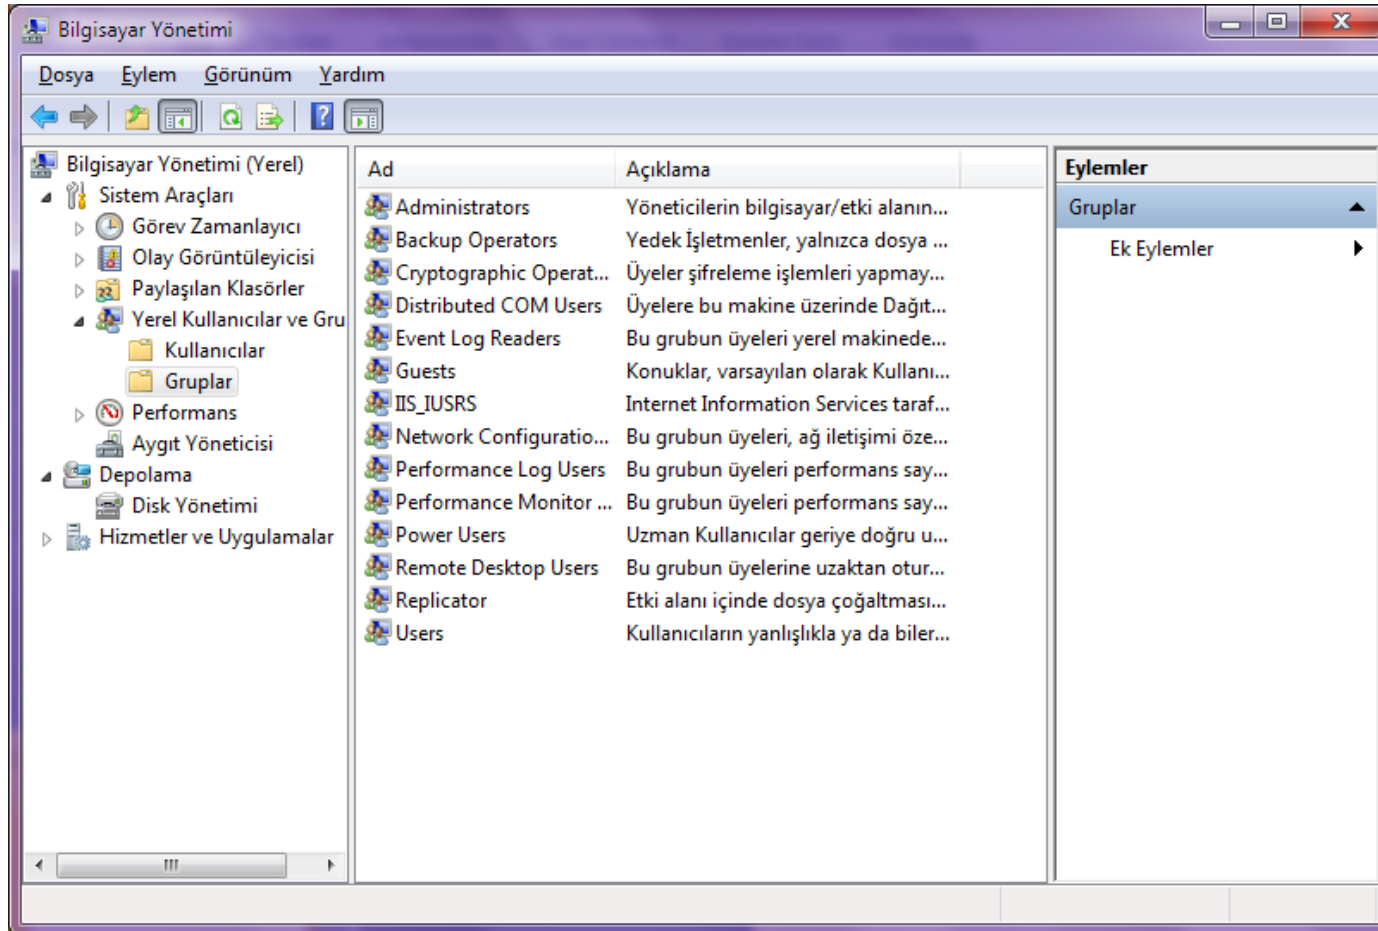 Bilgisayar Yönetimi
Dosya Eylem Görünüm Yardım
Bilgisayar Yönetimi (Yerel)
Sistem Araçları
Görev Zamanlayıcı
Olay Görüntüleyicisi
Paylaşılan Klasörler
Yerel Kullanıcılar ve Gru
Kullanıcılar
Gruplar
Performans
Aygıt Yöneticisi
Depolama
Disk Yönetimi
Hizmetler ve Uygulamalar
Ad Açıklama
Administrators Yöneticilerin bilgisayar/etki alanın...
Backup Operators Yedek İşletmenler, yalnızca dosya ...
Cryptographic Operat... Üyeler şifreleme işlemleri yapmay...
Distributed COM Users Üyelere bu makine üzerinde Dağıt...
Event Log Readers Bu grubun üyeleri yerel makinede...
Guests Konuklar, varsayılan olarak Kullanı...
IIS_IUSRS Internet Information Services taraf...
Network Configuratio... Bu grubun üyeleri, ağ iletişimi öze...
Performance Log Users Bu grubun üyeleri performans say...
Performance Monitor ... Bu grubun üyeleri performans say...
Power Users Uzman Kullanıcılar geriye doğru u...
Remote Desktop Users Bu grubun üyelerine uzaktan otur...
Replicator Etki alanı içinde dosya çoğaltması...
Users Kullanıcıların yanlışlıkla ya da biler...
Eylemler
Gruplar
Ek Eylemler